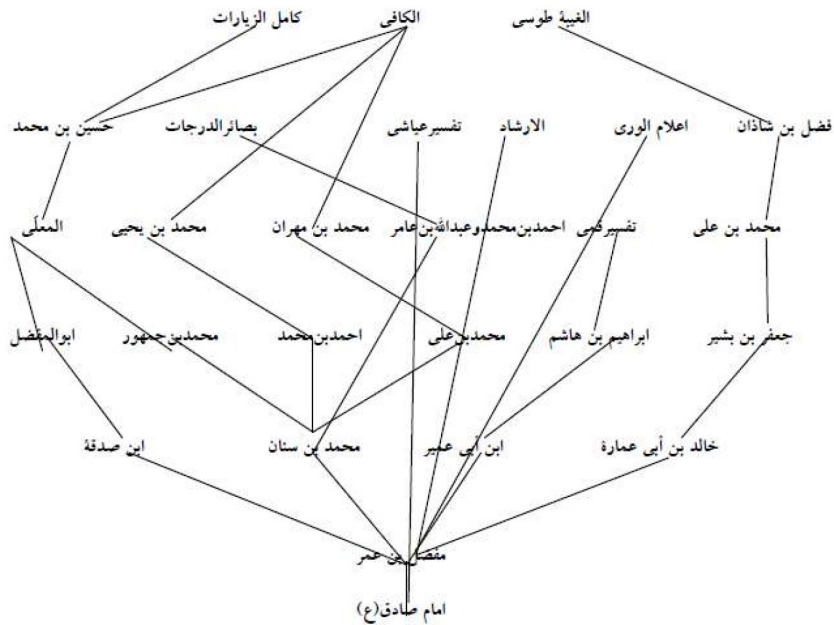 الغیبة طوسی الکافی کامل الزیارات
فضل بن شاذان اعلام الوری الارشاد تفسیرعیاشی بصائرالدرجات حسین بن محمد
محمد بن علی تفسیرقمی احمدبن‌محمدوعبدالله‌بن‌عامر محمد بن مهران محمد بن یحیی المعلّی
جعفر بن بشیر ابراهیم بن هاشم محمدبن‌علی احمدبن‌محمد محمدبن‌جمهور ابوالمفضل
خالد بن أبی عمارة ابن أبی عمیر محمد بن سنان ابن صدقة
مفضل بن عمر
امام صادق(ع)